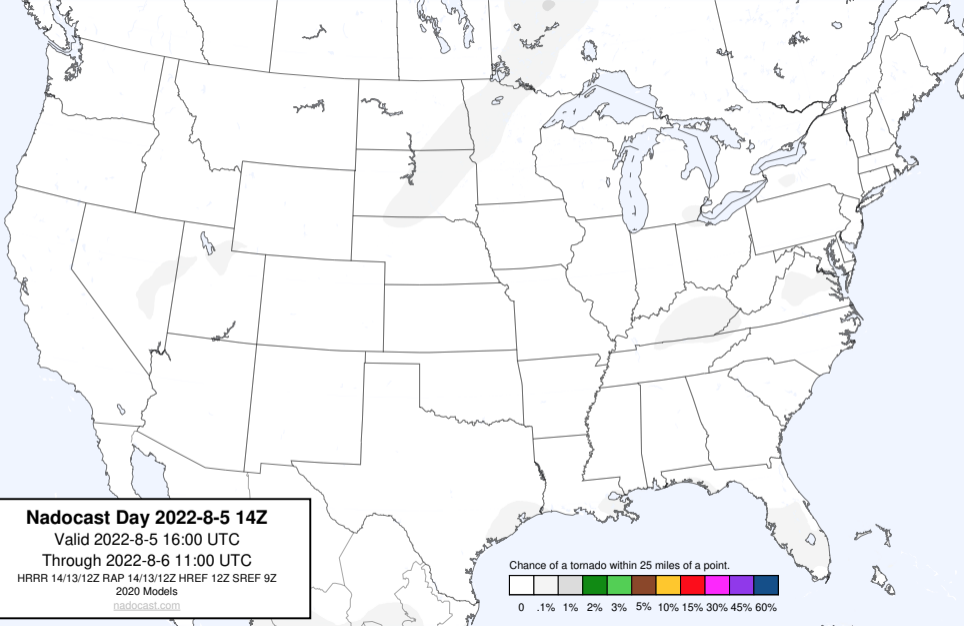 Nadocast Day 2022-8-5 14Z
Valid 2022-8-5 16:00 UTC
Through 2022-8-6 11:00 UTC
HRRR 14/13/12Z RAP 14/13/12Z HREF 12Z SREF 9Z
2020 Models
nadocast.com
Chance of a tornado within 25 miles of a point.
0 .1% 1% 2% 3% 5% 10% 15% 30% 45% 60%